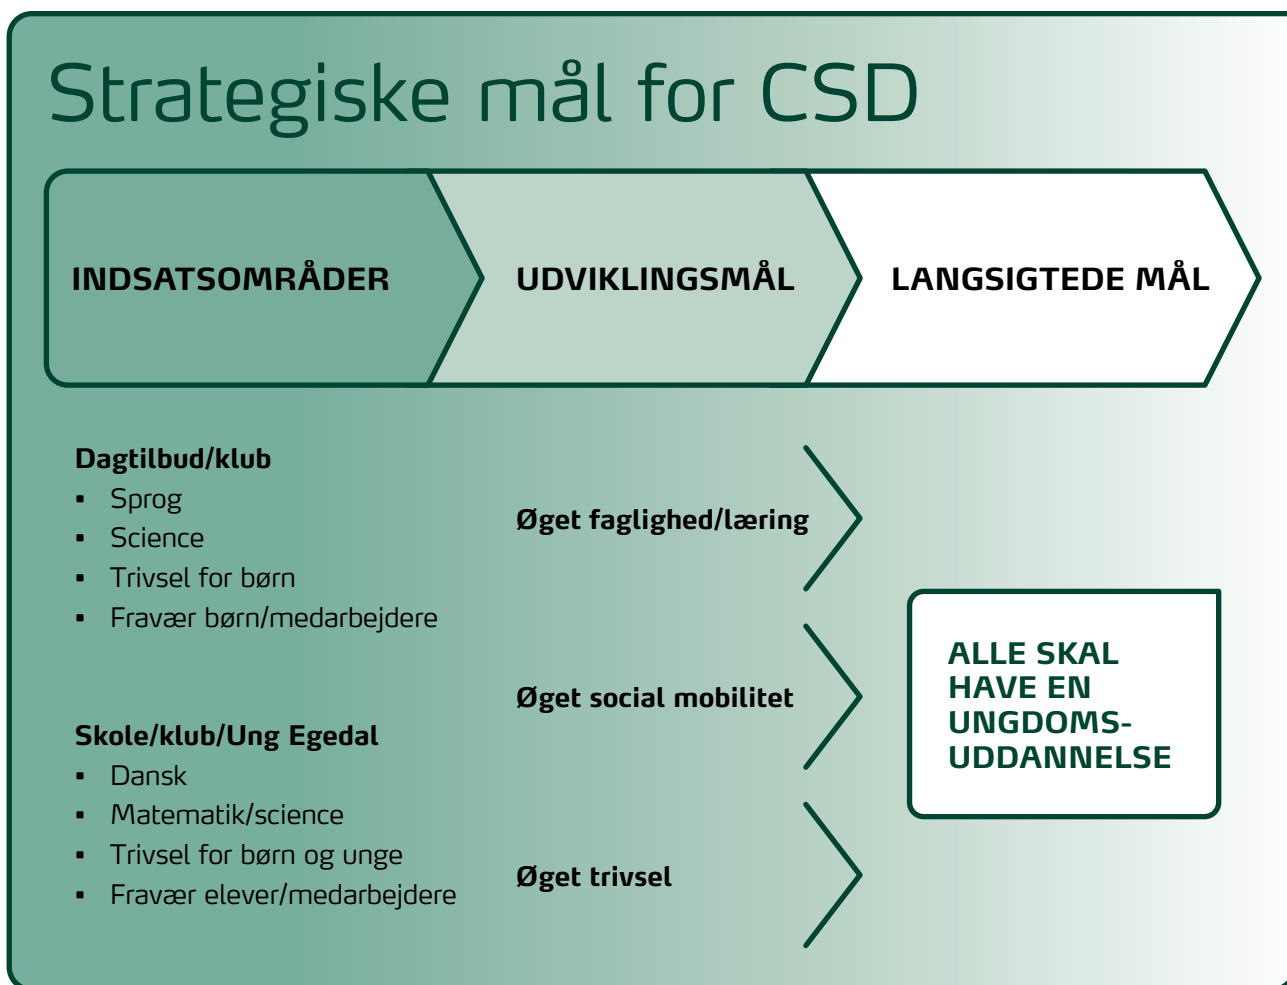 Strategiske mål for CSD
INDSATSOMRÅDER
UDVIKLINGSMÅL
LANGSIGTEDE MÅL
Dagtilbud/klub
▪ Sprog
▪ Science
▪ Trivsel for børn
▪ Fravær børn/medarbejdere
Skole/klub/Ung Egedal
▪ Dansk
▪ Matematik/science
▪ Trivsel for børn og unge
▪ Fravær elever/medarbejdere
Øget faglighed/læring
Øget social mobilitet
Øget trivsel
ALLE SKAL
HAVE EN
UNGDOMS-
UDDANNELSE